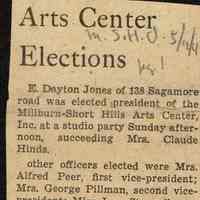 Arts Center
Elections
E. Dayton Jones of 138 Sagamore
road was elected president of the
Millburn-Short Hills Arts Center,
Inc. at a studio party Sunday after-
noon, succeeding Mrs. Claude
Hinds.
other officers elected were Mrs.
Alfred Peer, first vice-president;
Mrs. George Pillman, second vice-